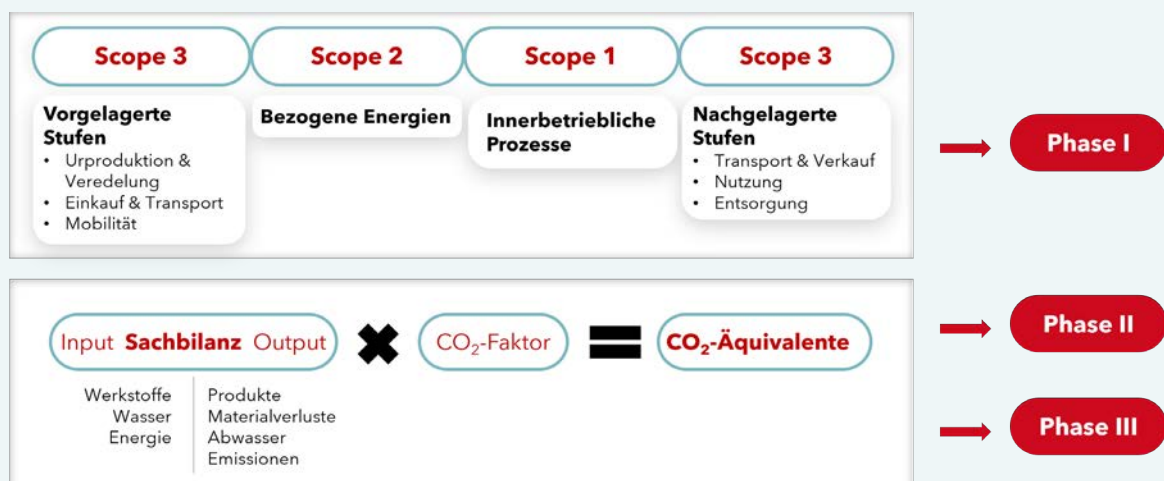 Scope 3
Scope 2
Scope 1
Scope 3
Vorgelagerte
Stufen
• Urproduktion &
Veredelung
• Einkauf & Transport
• Mobilität
Bezogene Energien
Innerbetriebliche
Prozesse
Nachgelagerte
Stufen
• Transport & Verkauf
• Nutzung
• Entsorgung
Phase I
Input Sachbilanz Output
CO₂-Faktor
CO₂-Äquivalente
Werkstoffe
Wasser
Energie
Produkte
Materialverluste
Abwasser
Emissionen
Phase II
Phase III